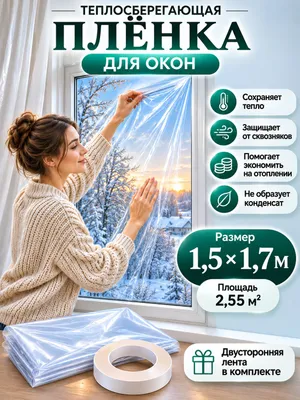 ТЕПЛОСБЕРЕГАЮЩАЯ
ПЛЁНКА
ДЛЯ ОКОН
Сохраняет
тепло
Защищает
от сквозняков
Помогает
экономить
на отоплении
Не образует
конденсат
Размер
1,5×1,7м
Площадь
2,55 м²
Двусторонняя
лента
в комплекте